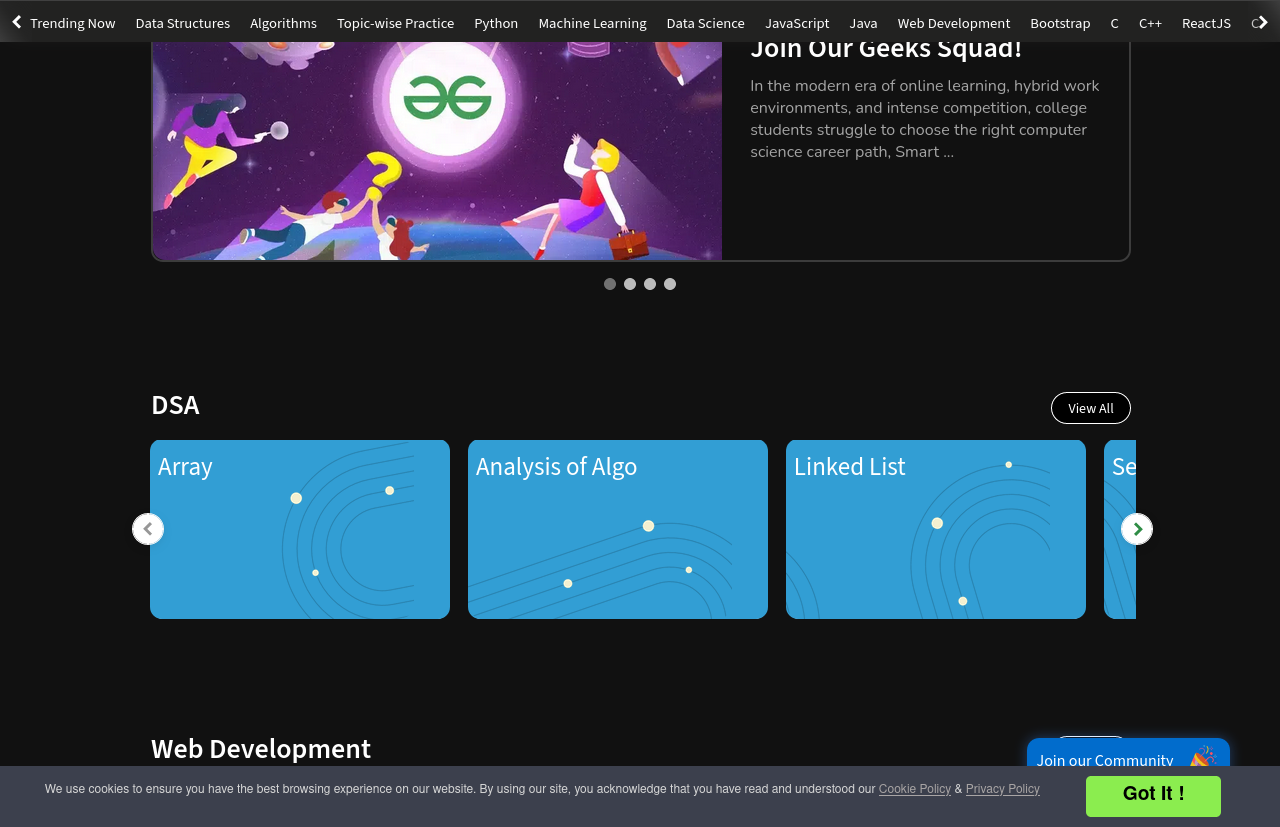 Trending Now Data Structures Algorithms Topic-wise Practice Python Machine Learning Data Science JavaScript Java Web Development Bootstrap C C++ ReactJS
Join Our Geeks Squad!
In the modern era of online learning, hybrid work
environments, and intense competition, college
students struggle to choose the right computer
science career path, Smart ...
DSA
View All
Array
Analysis of Algo
Linked List
Se
Web Development
Join our Community
We use cookies to ensure you have the best browsing experience on our website. By using our site, you acknowledge that you have read and understood our Cookie Policy & Privacy Policy
Got It !